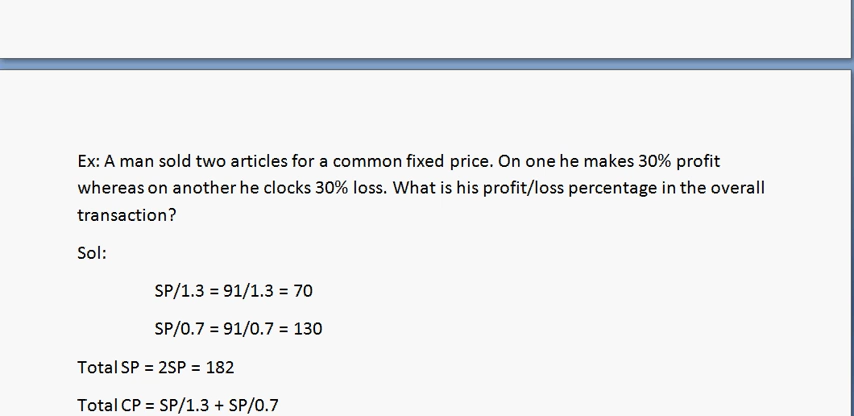 Ex: A man sold two articles for a common fixed price. On one he makes 30% profit
whereas on another he clocks 30% loss. What is his profit/loss percentage in the overall
transaction?
Sol:
SP/1.3 = 91/1.3 = 70
SP/0.7 = 91/0.7 = 130
Total SP = 2SP = 182
Total CP = SP/1.3 + SP/0.7